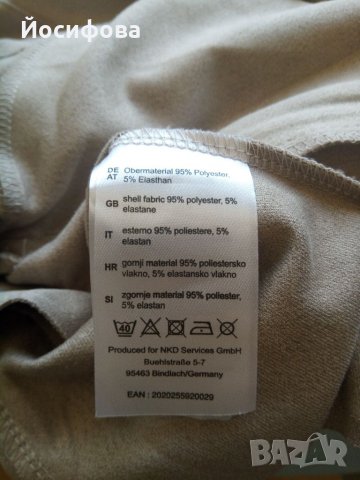 Йосифова
DE AT Obermaterial 95% Polyester,
5% Elasthan
GB shell fabric 95% polyester, 5%
elastane
IT esterno 95% poliestere, 5%
elastan
HR gornji material 95% poliestersko
vlakno, 5% elastansko vlakno
SI zgornje material 95% poliester,
5% elastan
40
Produced for NKD Services GmbH
Buehlstraße 5-7
95463 Bindlach/Germany
EAN : 2020255920029
BAZAR